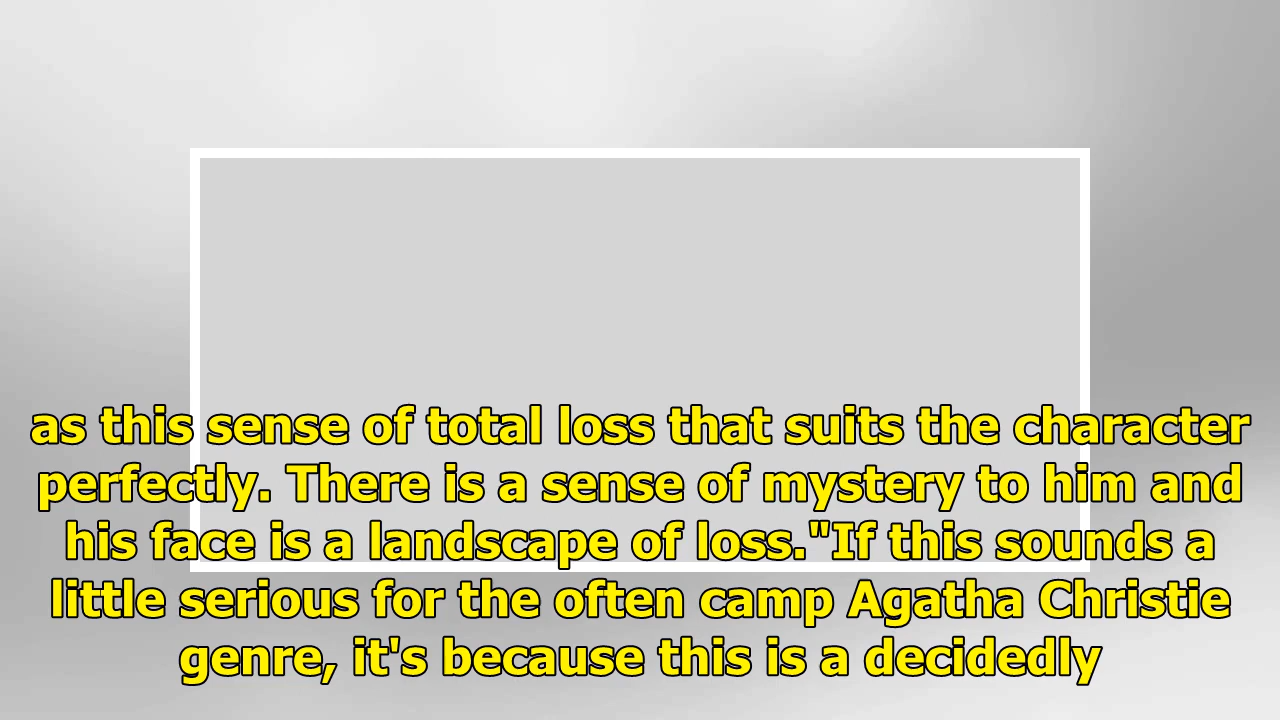 as this sense of total loss that suits the character
perfectly. There is a sense of mystery to him and
his face is a landscape of loss."If this sounds a
little serious for the often camp Agatha Christie
genre, it's because this is a decidedly